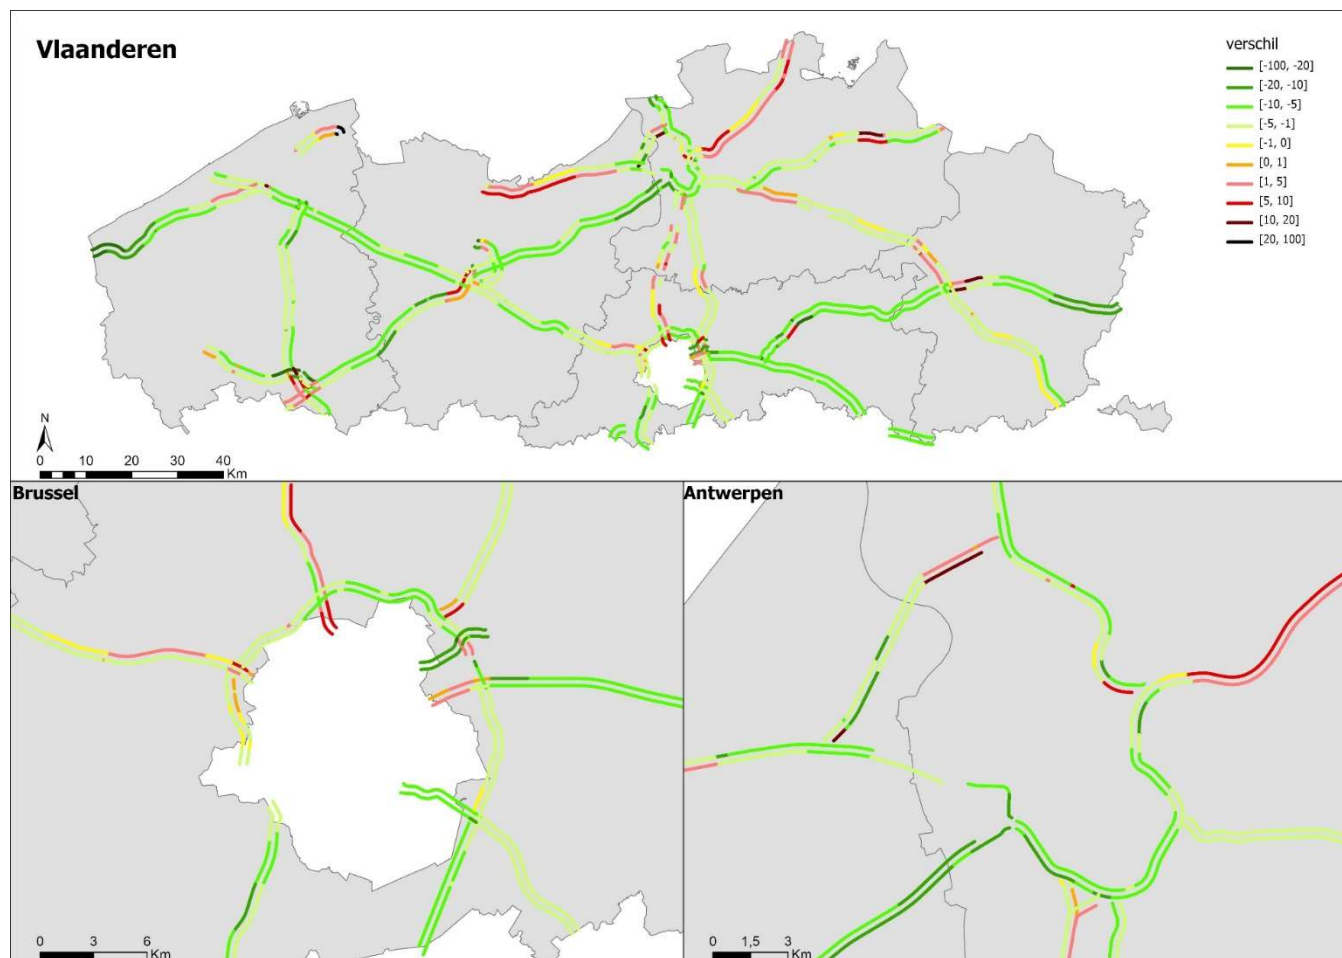 Vlaanderen
verschil
[-100, -20]
[-20, -10]
[-10, -5]
[-5, -1]
[-1, 0]
[0, 1]
[1, 5]
[5, 10]
[10, 20]
[20, 100]
N
0 10 20 30 40
Km
Brussel
0 3 6
Km
Antwerpen
0 1,5 3
Km